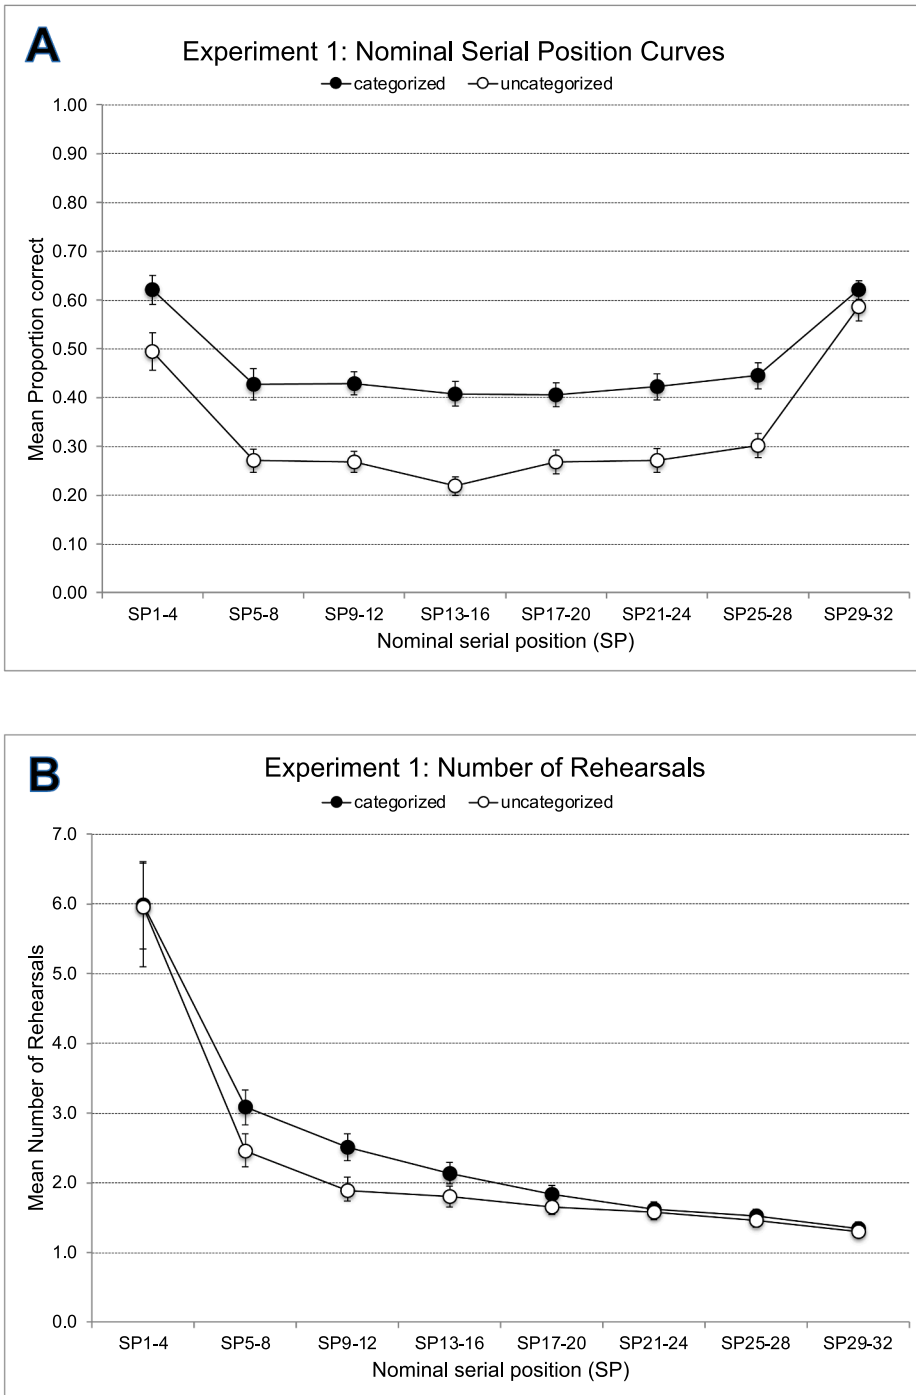 A
Experiment 1: Nominal Serial Position Curves
categorized uncategorized
1.00
0.90
0.80
0.70
0.60
0.50
0.40
0.30
0.20
0.10
0.00
Mean Proportion correct
SP1-4 SP5-8 SP9-12 SP13-16 SP17-20 SP21-24 SP25-28 SP29-32
Nominal serial position (SP)
B
Experiment 1: Number of Rehearsals
categorized uncategorized
7.0
6.0
5.0
4.0
3.0
2.0
1.0
0.0
Mean Number of Rehearsals
SP1-4 SP5-8 SP9-12 SP13-16 SP17-20 SP21-24 SP25-28 SP29-32
Nominal serial position (SP)